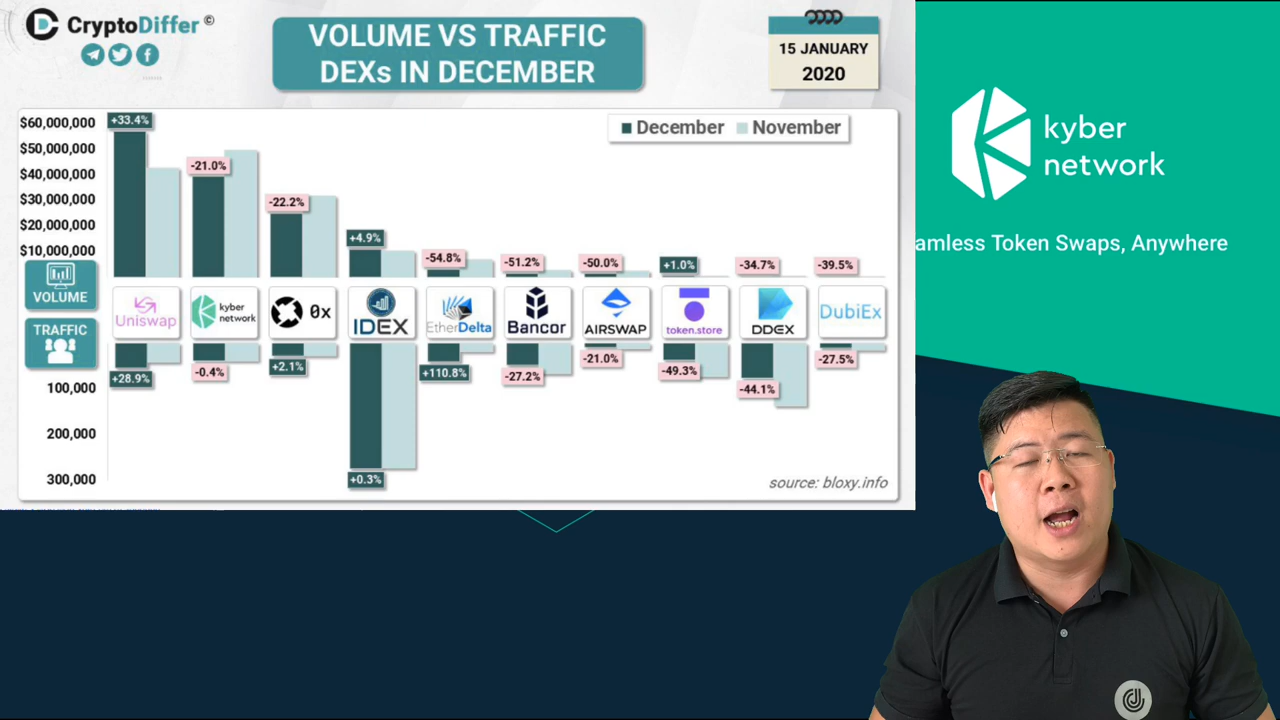 CryptoDiffer ©
VOLUME VS TRAFFIC
DEXs IN DECEMBER
15 JANUARY
2020
$60,000,000
$50,000,000
$40,000,000
$30,000,000
$20,000,000
$10,000,000
December November
+33.4%
-21.0%
-22.2%
+4.9%
-54.8%
-51.2%
-50.0%
+1.0%
-34.7%
-39.5%
VOLUME
TRAFFIC
Uniswap
kyber
network
0x
IDEX
EtherDelta
Bancor
AIRSWAP
token.store
DDEX
DubiEx
+28.9%
-0.4%
+2.1%
+0.3%
+110.8%
-27.2%
-21.0%
-49.3%
-44.1%
-27.5%
100,000
200,000
300,000
source: bloxy.info
kyber
network
amless Token Swaps, Anywhere